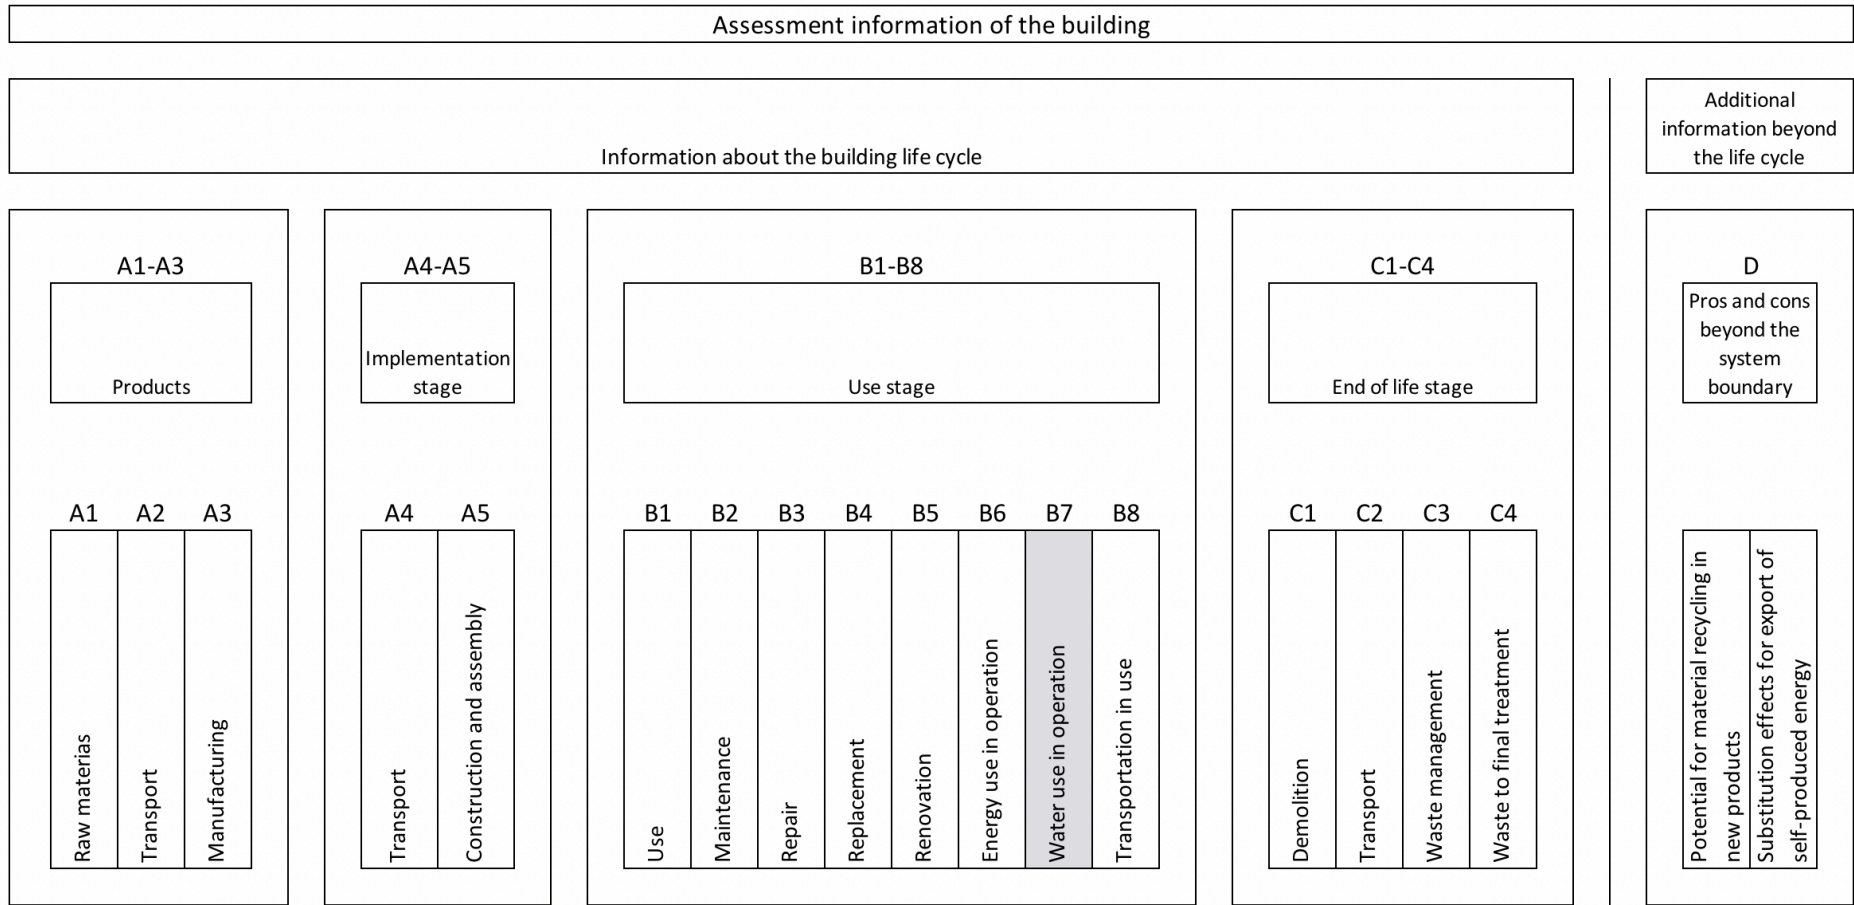 Assessment information of the building
Information about the building life cycle
Additional
information beyond
the life cycle
A1-A3
Products
A4-A5
Implementation
stage
B1-B8
Use stage
C1-C4
End of life stage
D
Pros and cons
beyond the
system
boundary
A1
A2
A3
A4
A5
B1
B2
B3
B4
B5
B6
B7
B8
C1
C2
C3
C4
Raw materias
Transport
Manufacturing
Transport
Construction and assembly
Use
Maintenance
Repair
Replacement
Renovation
Energy use in operation
Water use in operation
Transportation in use
Demolition
Transport
Waste management
Waste to final treatment
Potential for material recycling in
new products
Substitution effects for export of
self-produced energy